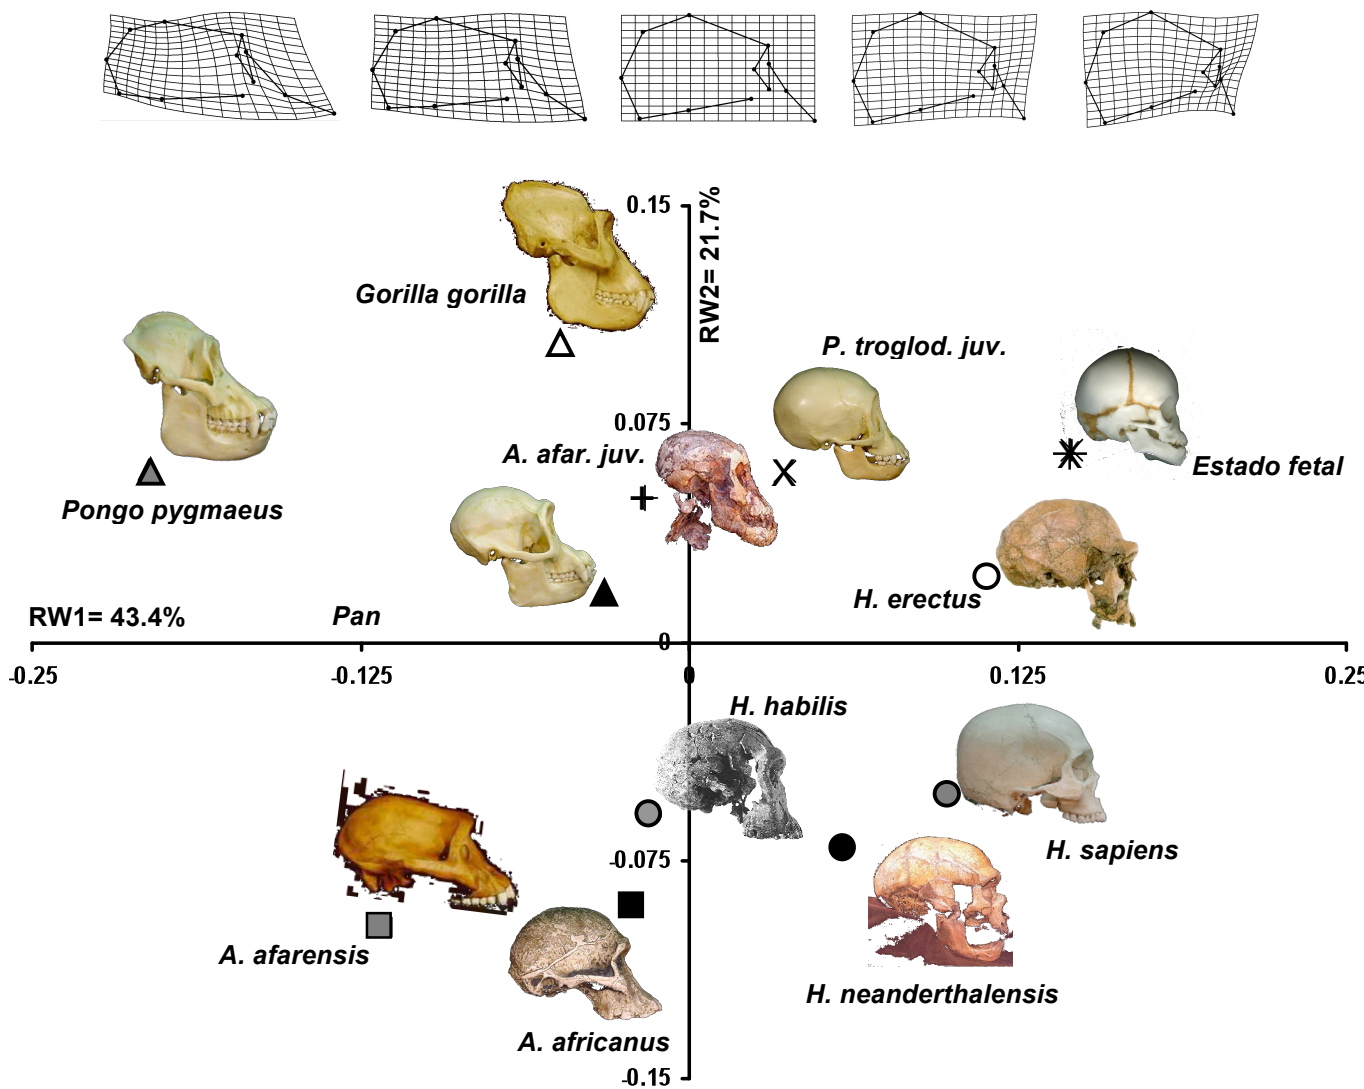 0.15
RW2= 21.7%
Gorilla gorilla
P. troglod. juv.
0.075
A. afar. juv.
Estado fetal
Pongo pygmaeus
H. erectus
RW1= 43.4%
Pan
0
-0.25
-0.125
0
0.125
0.25
H. habilis
H. sapiens
-0.075
A. afarensis
H. neanderthalensis
A. africanus
-0.15